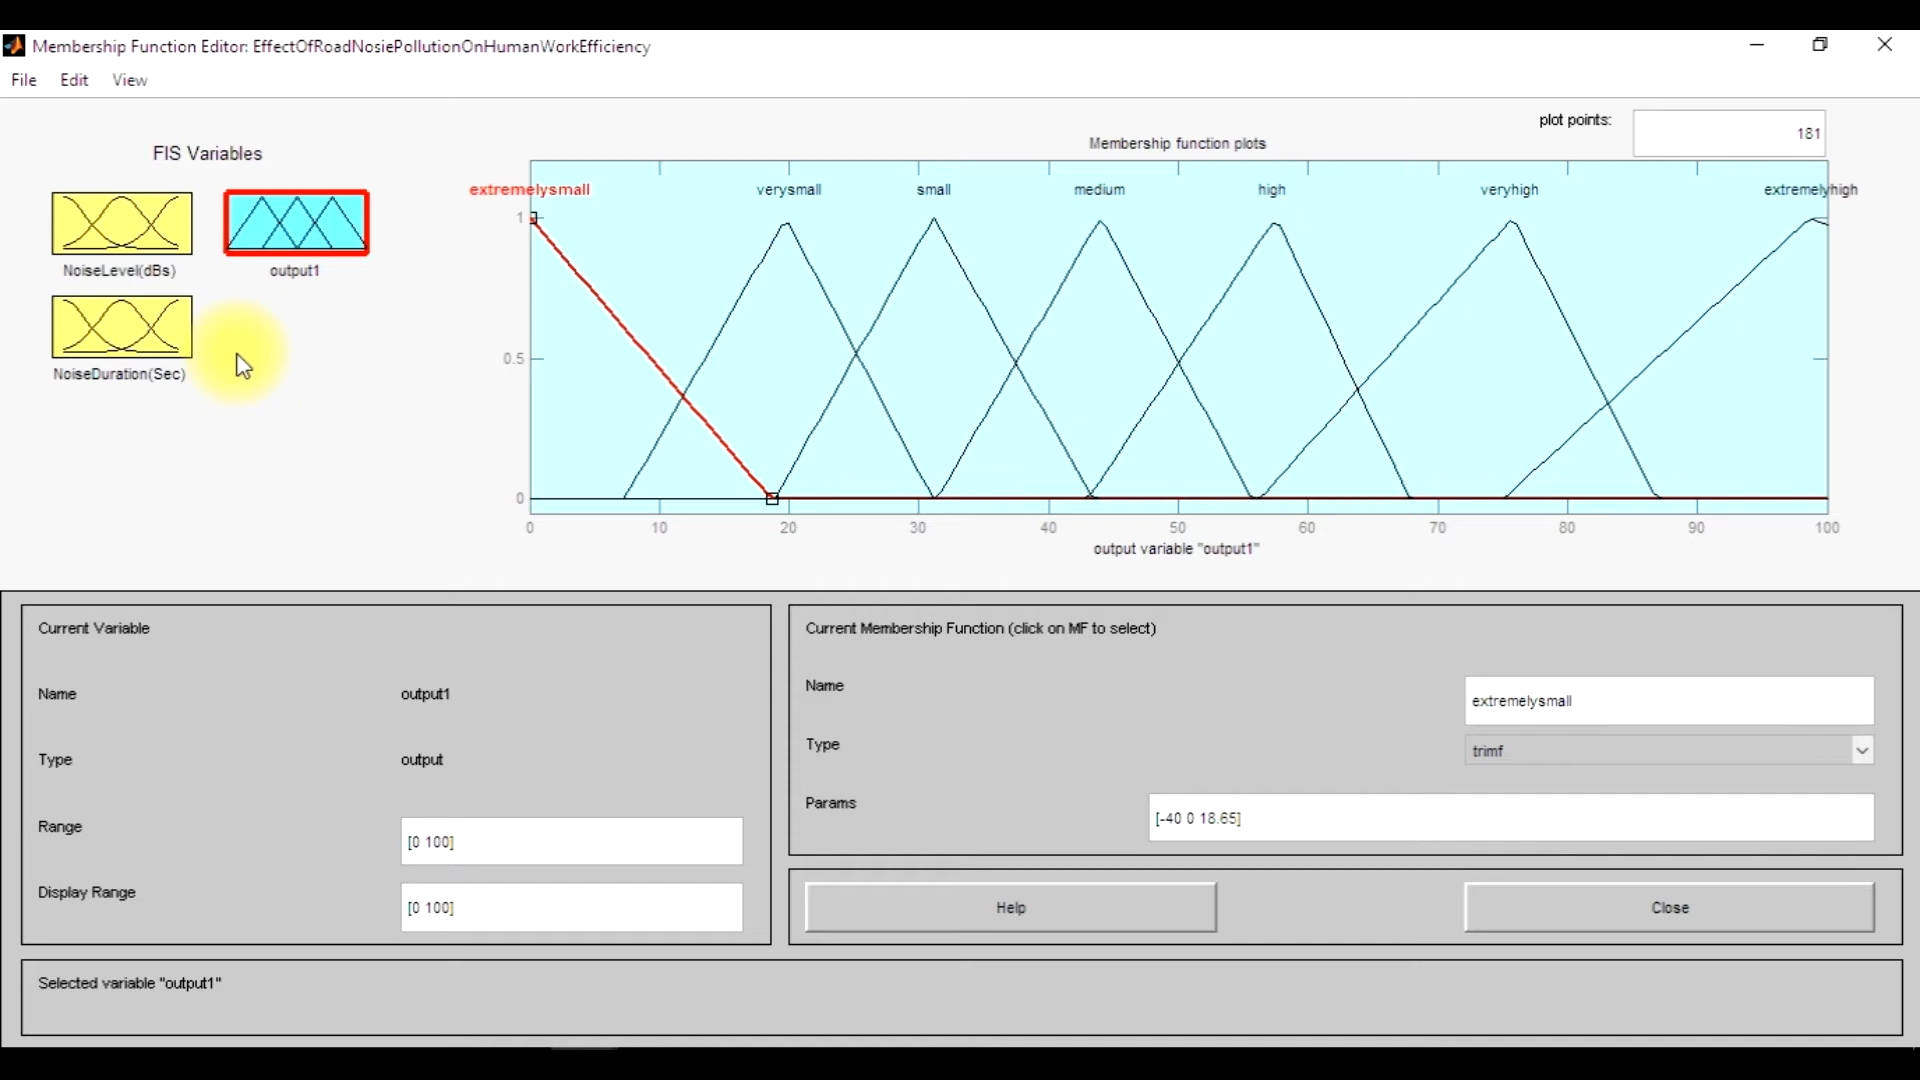 Membership Function Editor: EffectOfRoadNosiePollutionOnHumanWorkEfficiency
File Edit View
plot points: 181
FIS Variables
Membership function plots
extremelysmall verysmall small medium high veryhigh extremelyhigh
NoiseLevel(dBs) output1
NoiseDuration(Sec)
1
0.5
0
0 10 20 30 40 50 60 70 80 90 100
output variable "output1"
Current Variable
Name output1
Type output
Range [0 100]
Display Range [0 100]
Current Membership Function (click on MF to select)
Name extremelysmall
Type trimf
Params [-40 0 18.65]
Help Close
Selected variable "output1"